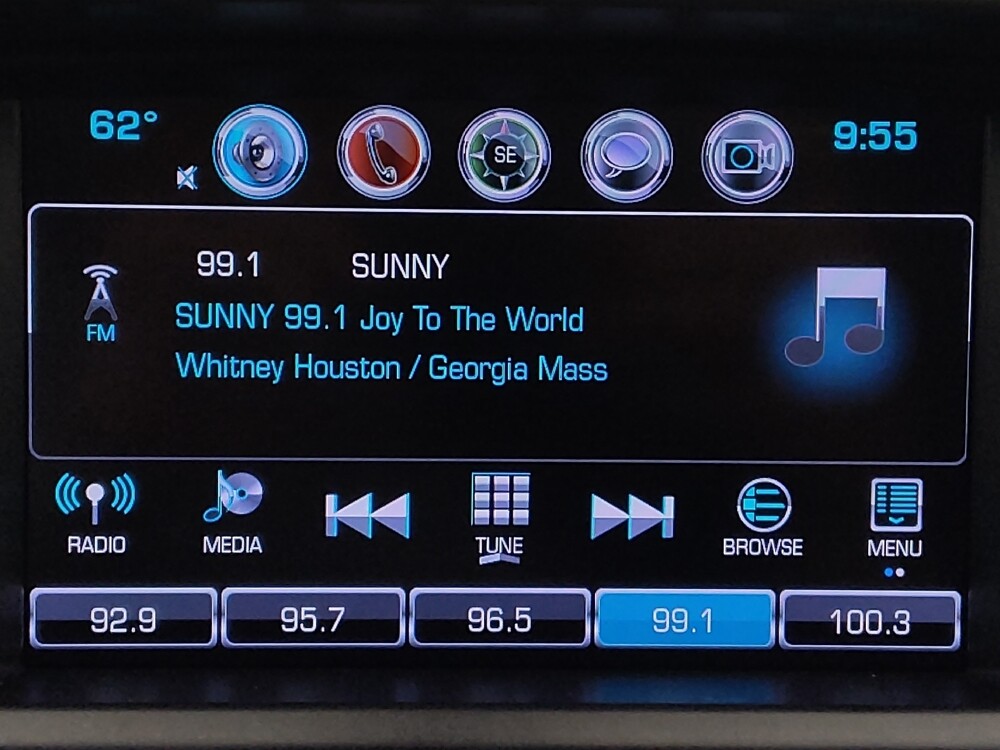 62°
SE
9:55
99.1 SUNNY
FM
SUNNY 99.1 Joy To The World
Whitney Houston / Georgia Mass
RADIO
MEDIA
TUNE
BROWSE
MENU
92.9
95.7
96.5
99.1
100.3